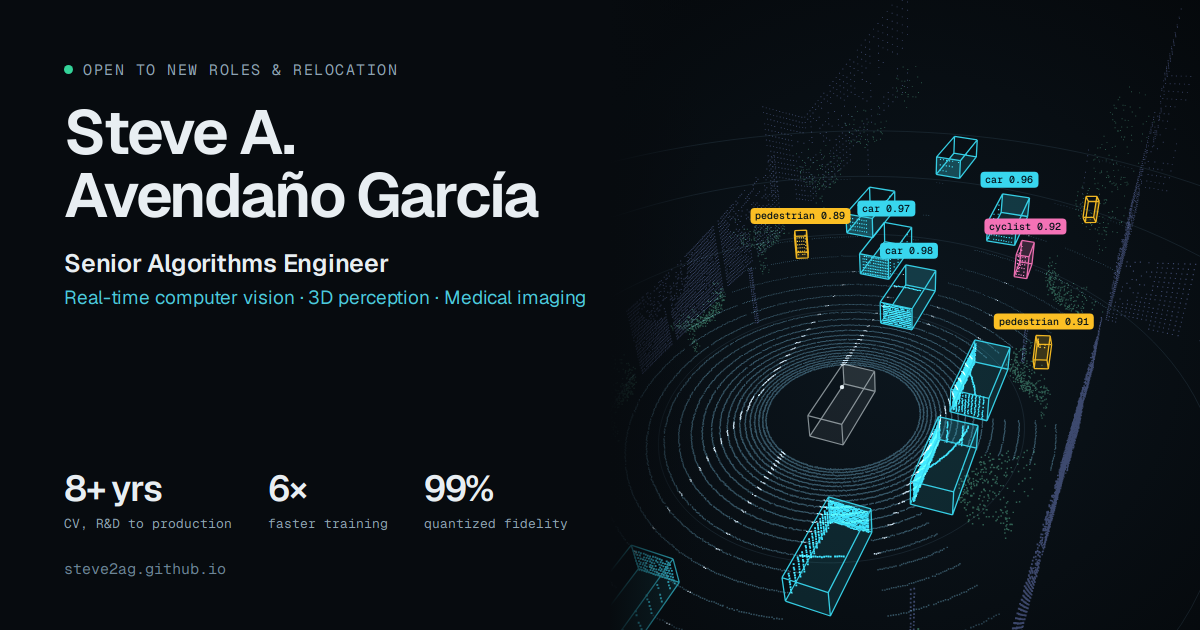 OPEN TO NEW ROLES & RELOCATION
Steve A.
Avendaño García
Senior Algorithms Engineer
Real-time computer vision · 3D perception · Medical imaging
8+ yrs
CV, R&D to production
6×
faster training
99%
quantized fidelity
steve2ag.github.io
car 0.96
pedestrian 0.89
car 0.97
cyclist 0.92
car 0.98
pedestrian 0.91